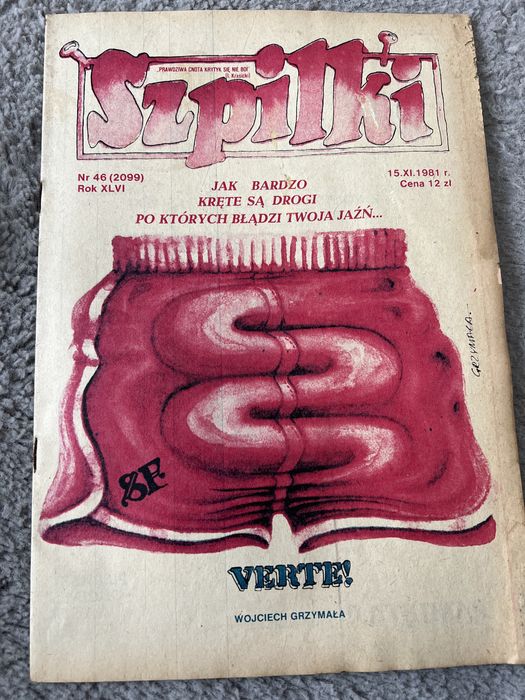 „PRAWDZIWA CNOTA KRYTYK SIĘ NIE BOI”
(I. Krasicki)
Szpilki
Nr 46 (2099)
Rok XLVI
15.XI.1981 r.
Cena 12 zł
JAK BARDZO
KRĘTE SĄ DROGI
PO KTÓRYCH BŁĄDZI TWOJA JAŹŃ...
GRZYMAŁA.
SF.
VERTE!
WOJCIECH GRZYMAŁA